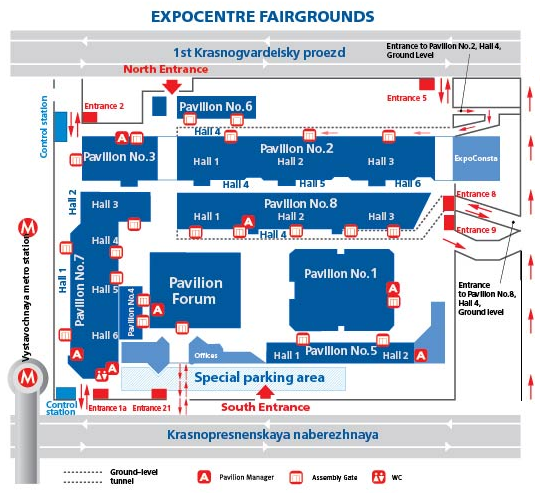 EXPOCENTRE FAIRGROUNDS
1st Krasnogvardelsky proezd
North Entrance
Entrance to Pavilion No.2, Hall 4,
Ground Level
Control station
Entrance 2
Pavilion No.6
Entrance 5
Hall 4
Pavilion No.3
A
Pavilion No.2
Hall 1
Hall 2
Hall 3
ExpoConsta
Hall 4
Hall 5
Hall 6
Hall 2
Hall 3
Pavilion No.8
Hall 1
A
Hall 2
Hall 3
Hall 4
Entrance 8
Entrance 9
M
Vystavochnaya metro station
Hall 1
Pavilion No.7
Hall 4
Hall 5
Hall 6
Pavilion No.4
A
Pavilion
Forum
Pavilion No.1
A
Entrance
to Pavilion No.8,
Hall 4,
Ground level
A
A
Offices
Hall 1
Pavilion No.5
Hall 2
A
M
Special parking area
Control
station
Entrance 1a
Entrance 21
South Entrance
Krasnopresnenskaya naberezhnaya
Ground-level
tunnel
A
Pavilion Manager
Assembly Gate
WC